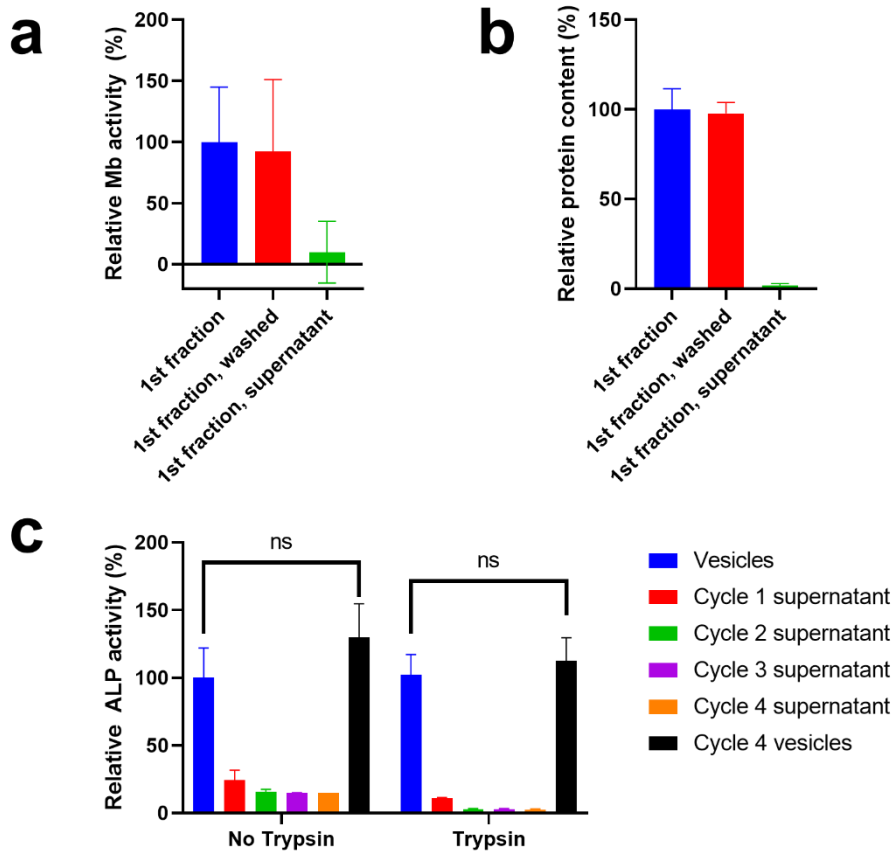 a
Relative Mb activity (%)
200
150
100
50
0
1st fraction
1st fraction, washed
1st fraction, supernatant
b
Relative protein content (%)
150
100
50
0
1st fraction
1st fraction, washed
1st fraction, supernatant
c
Relative ALP activity (%)
200
150
100
50
0
ns
ns
No Trypsin
Trypsin
Vesicles
Cycle 1 supernatant
Cycle 2 supernatant
Cycle 3 supernatant
Cycle 4 supernatant
Cycle 4 vesicles